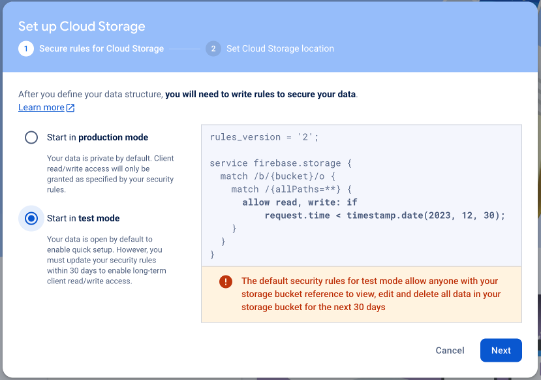 Set up Cloud Storage
1 Secure rules for Cloud Storage 2 Set Cloud Storage location
After you define your data structure, you will need to write rules to secure your data.
Learn more
Start in production mode
Your data is private by default. Client
read/write access will only be
granted as specified by your security
rules.
Start in test mode
Your data is open by default to
enable quick setup. However, you
must update your security rules
within 30 days to enable long-term
client read/write access.
rules_version = '2';
service firebase.storage {
match /b/{bucket}/o {
match /{allPaths=**} {
allow read, write: if
request.time < timestamp.date(2023, 12, 30);
}
}
}
The default security rules for test mode allow anyone with your
storage bucket reference to view, edit and delete all data in your
storage bucket for the next 30 days
Cancel Next